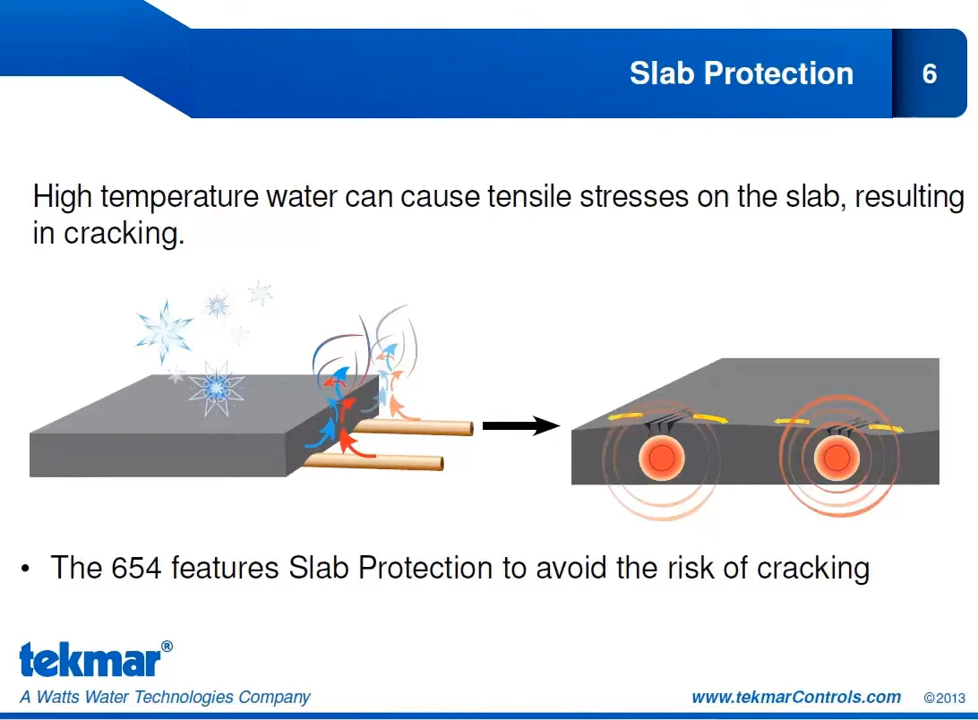 Slab Protection
6
High temperature water can cause tensile stresses on the slab, resulting
in cracking.
• The 654 features Slab Protection to avoid the risk of cracking
tekmar®
A Watts Water Technologies Company
www.tekmarControls.com ©2013